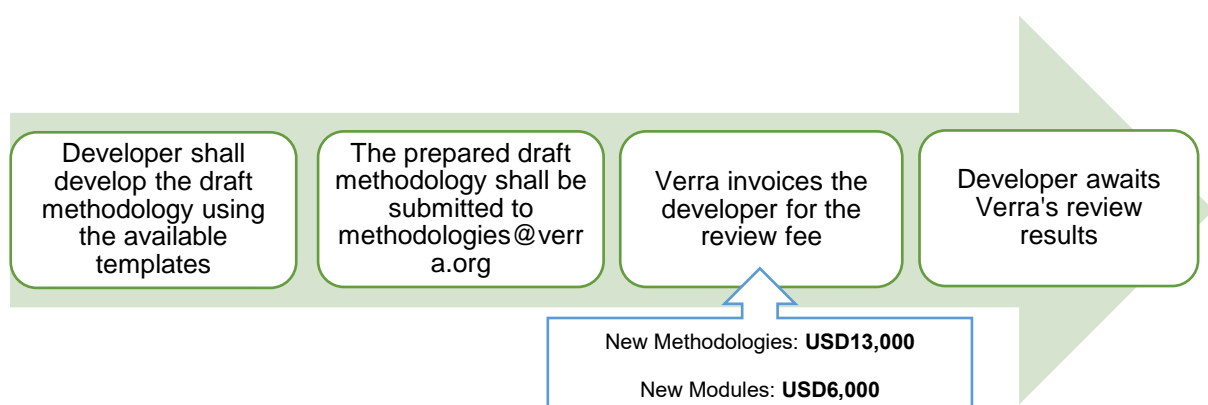 Developer shall
develop the draft
methodology using
the available
templates
The prepared draft
methodology shall be
submitted to
methodologies@verr
a.org
Verra invoices the
developer for the
review fee
Developer awaits
Verra's review
results
New Methodologies: USD13,000
New Modules: USD6,000